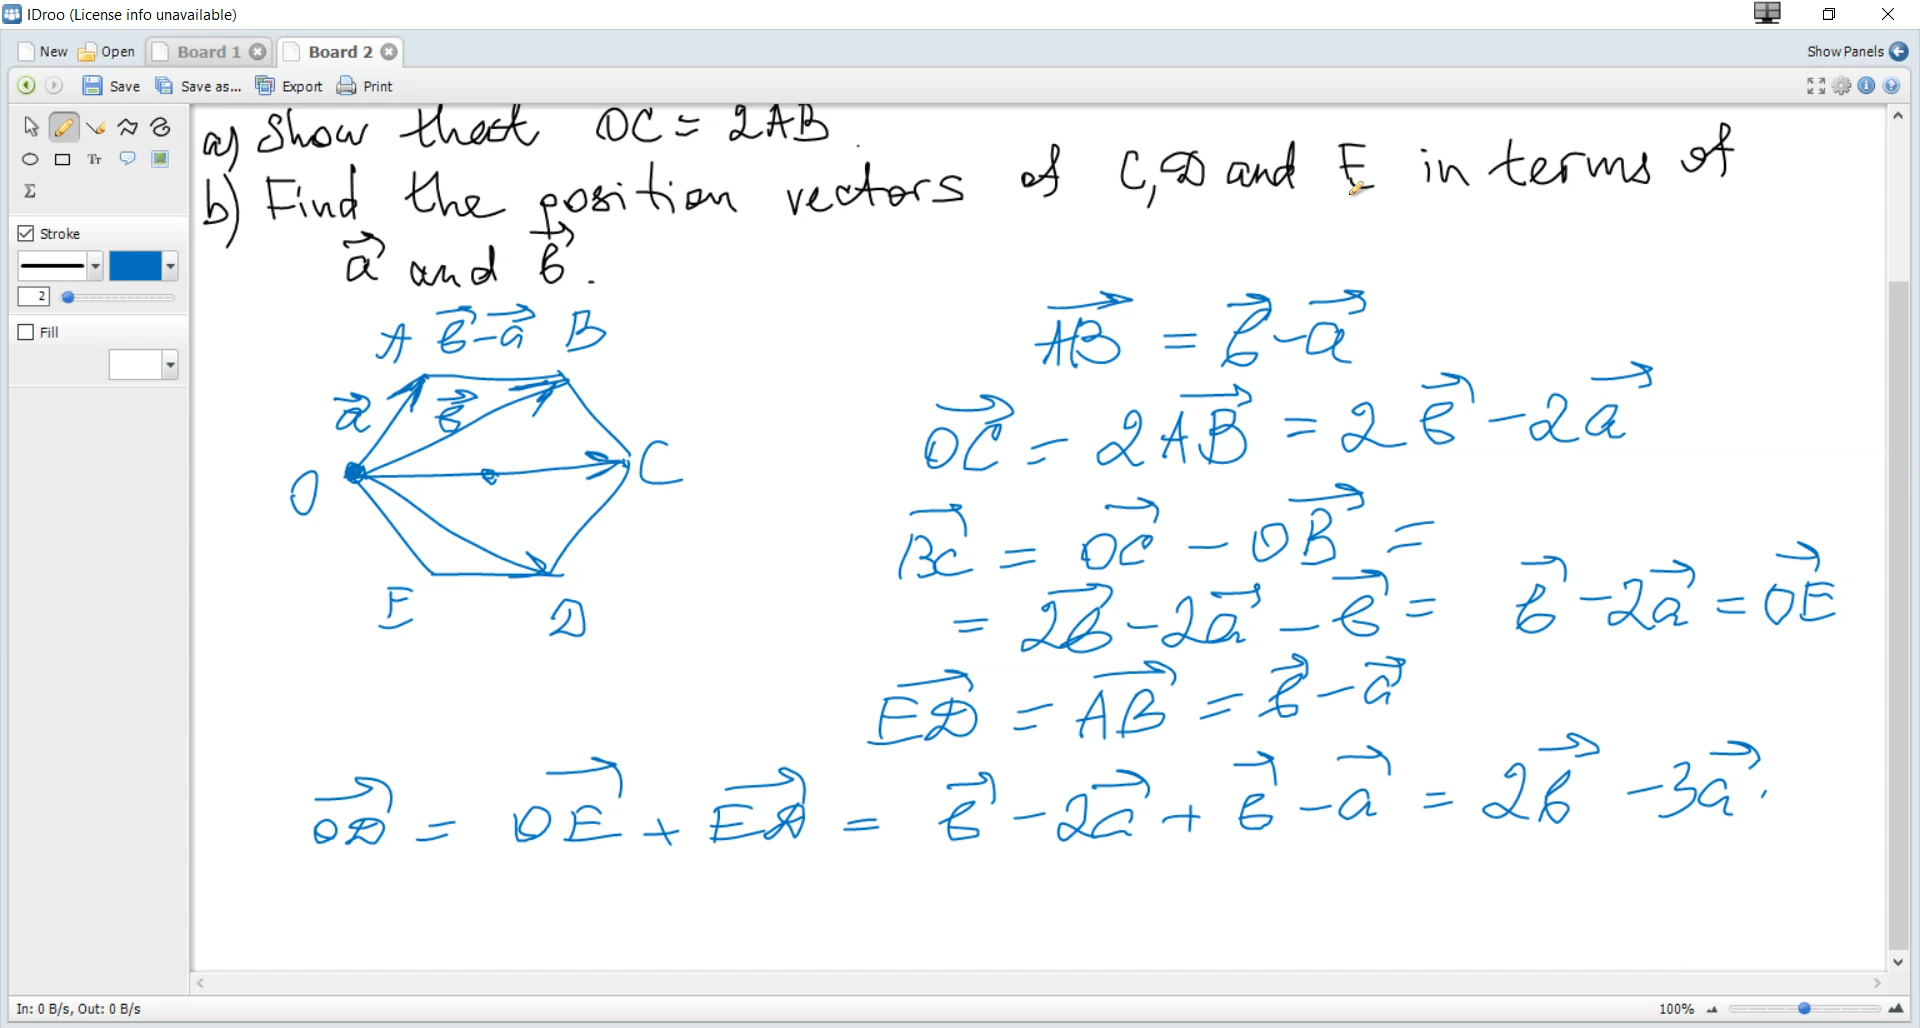 IDroo (License info unavailable)
New Open Board 1 Board 2 Show Panels
Save Save as... Export Print
a) Show that OC = 2AB.
b) Find the position vectors of C, D and E in terms of
a⃗ and b⃗.
Tт
Σ
Stroke
2
Fill
A b⃗-a⃗ B
a⃗ b⃗
O C
E D
AB⃗ = b⃗-a⃗
OC⃗ = 2AB⃗ = 2b⃗-2a⃗
BC⃗ = OC⃗ - OB⃗ =
= 2b⃗-2a⃗-b⃗ = b⃗-2a⃗ = OE⃗
ED⃗ = AB⃗ = b⃗-a⃗
OD⃗ = OE⃗ + ED⃗ = b⃗-2a⃗+b⃗-a⃗ = 2b⃗-3a⃗.
In: 0 B/s, Out: 0 B/s 100%